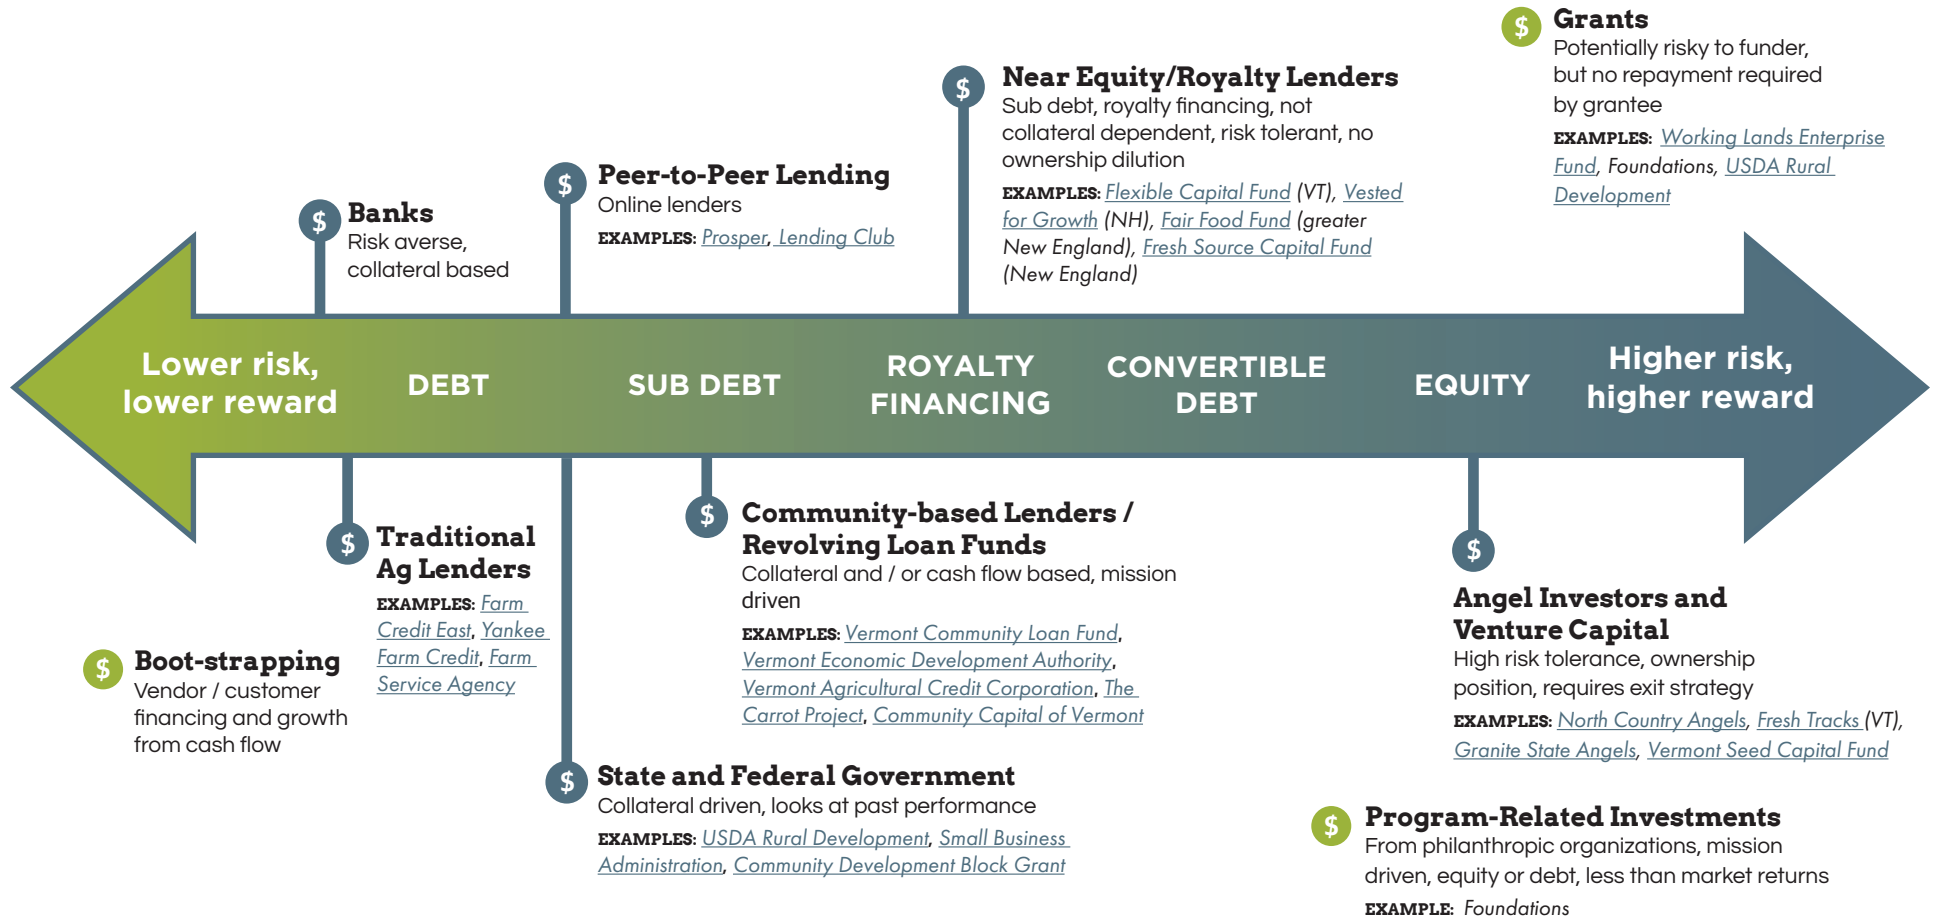 $ Grants
Potentially risky to funder,
but no repayment required
by grantee
EXAMPLES: Working Lands Enterprise
Fund, Foundations, USDA Rural
Development
$ Near Equity/Royalty Lenders
Sub debt, royalty financing, not
collateral dependent, risk tolerant, no
ownership dilution
EXAMPLES: Flexible Capital Fund (VT), Vested
for Growth (NH), Fair Food Fund (greater
New England), Fresh Source Capital Fund
(New England)
$ Peer-to-Peer Lending
Online lenders
EXAMPLES: Prosper, Lending Club
$ Banks
Risk averse,
collateral based
Lower risk,
lower reward
DEBT
SUB DEBT
ROYALTY
FINANCING
CONVERTIBLE
DEBT
EQUITY
Higher risk,
higher reward
$ Traditional
Ag Lenders
EXAMPLES: Farm
Credit East, Yankee
Farm Credit, Farm
Service Agency
$ Boot-strapping
Vendor / customer
financing and growth
from cash flow
$ Community-based Lenders /
Revolving Loan Funds
Collateral and / or cash flow based, mission
driven
EXAMPLES: Vermont Community Loan Fund,
Vermont Economic Development Authority,
Vermont Agricultural Credit Corporation, The
Carrot Project, Community Capital of Vermont
$ State and Federal Government
Collateral driven, looks at past performance
EXAMPLES: USDA Rural Development, Small Business
Administration, Community Development Block Grant
$
Angel Investors and
Venture Capital
High risk tolerance, ownership
position, requires exit strategy
EXAMPLES: North Country Angels, Fresh Tracks (VT),
Granite State Angels, Vermont Seed Capital Fund
$ Program-Related Investments
From philanthropic organizations, mission
driven, equity or debt, less than market returns
EXAMPLE: Foundations